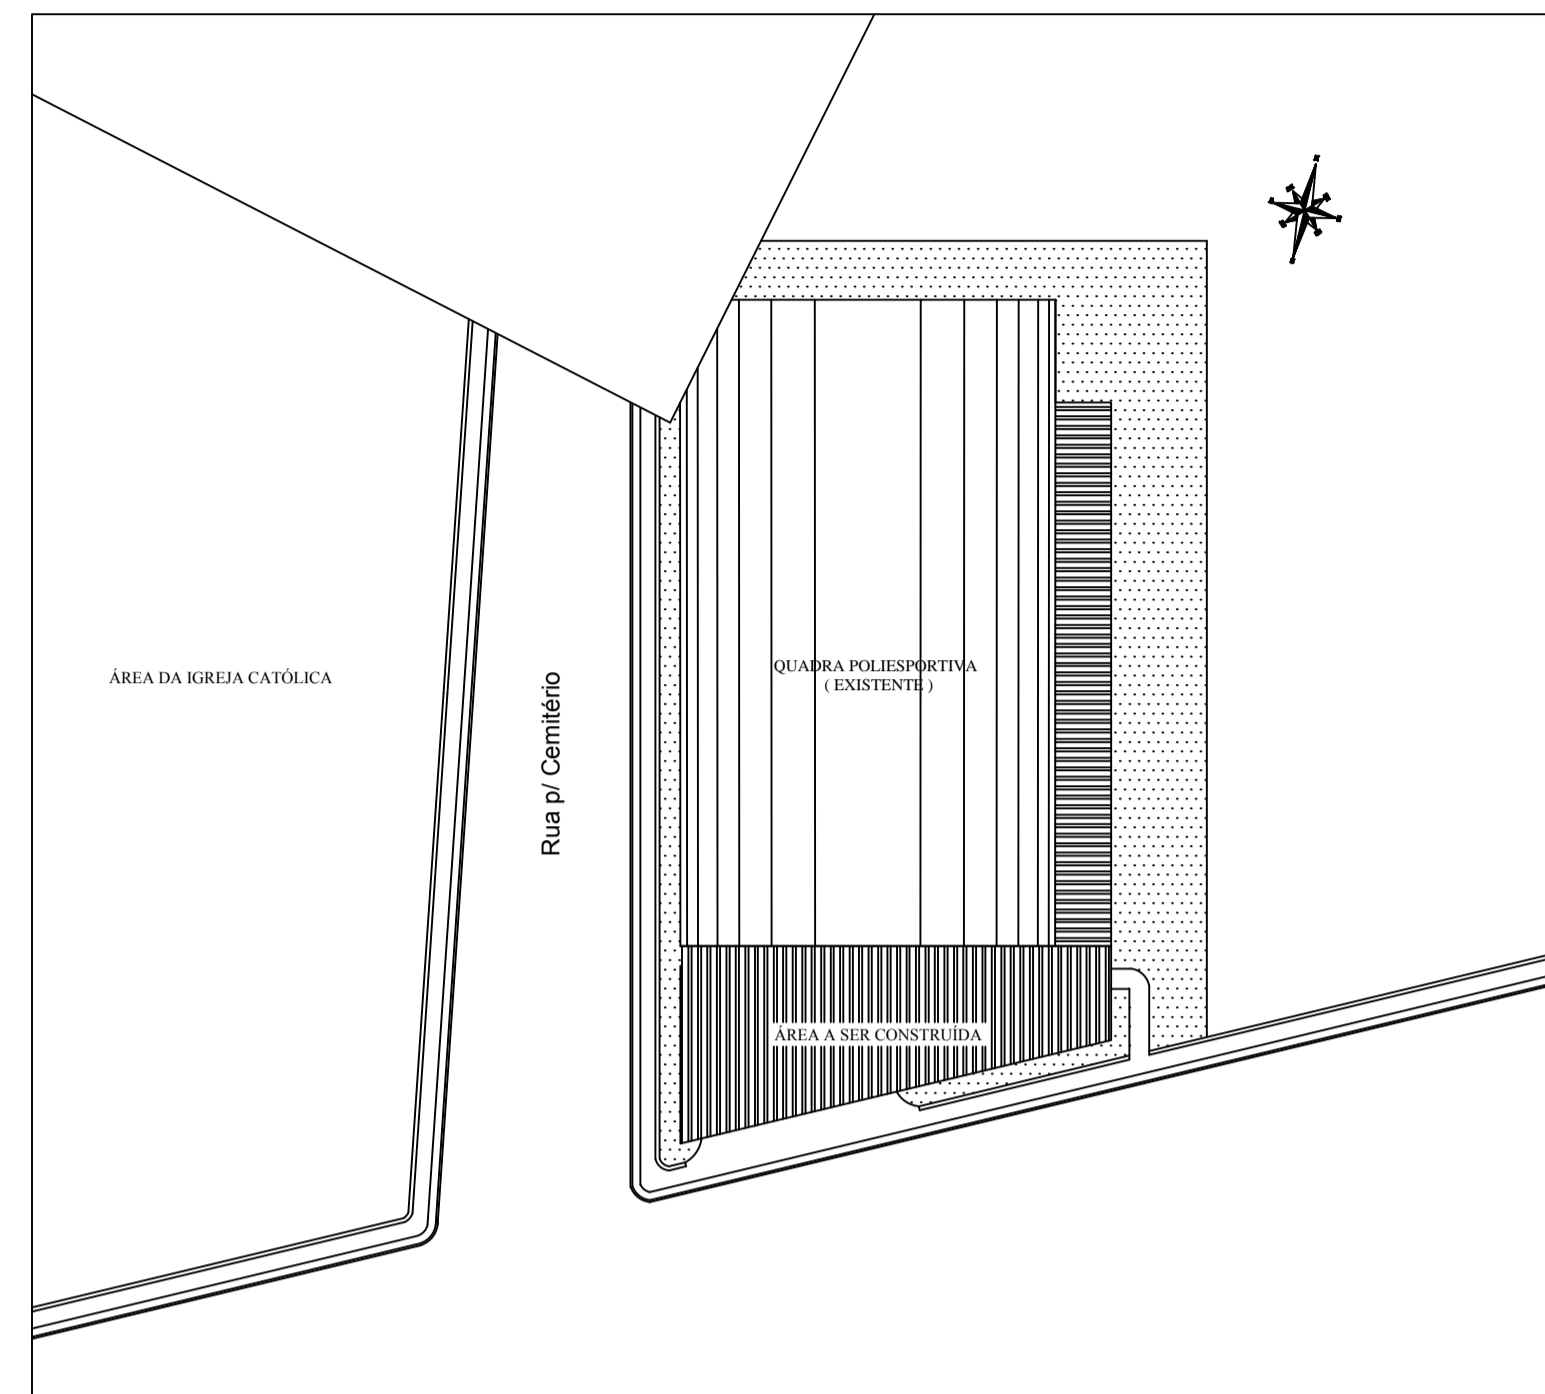 ÁREA DA IGREJA CATÓLICA
Rua p/ Cemitério
QUADRA POLIESPORTIVA
( EXISTENTE )
ÁREA A SER CONSTRUÍDA